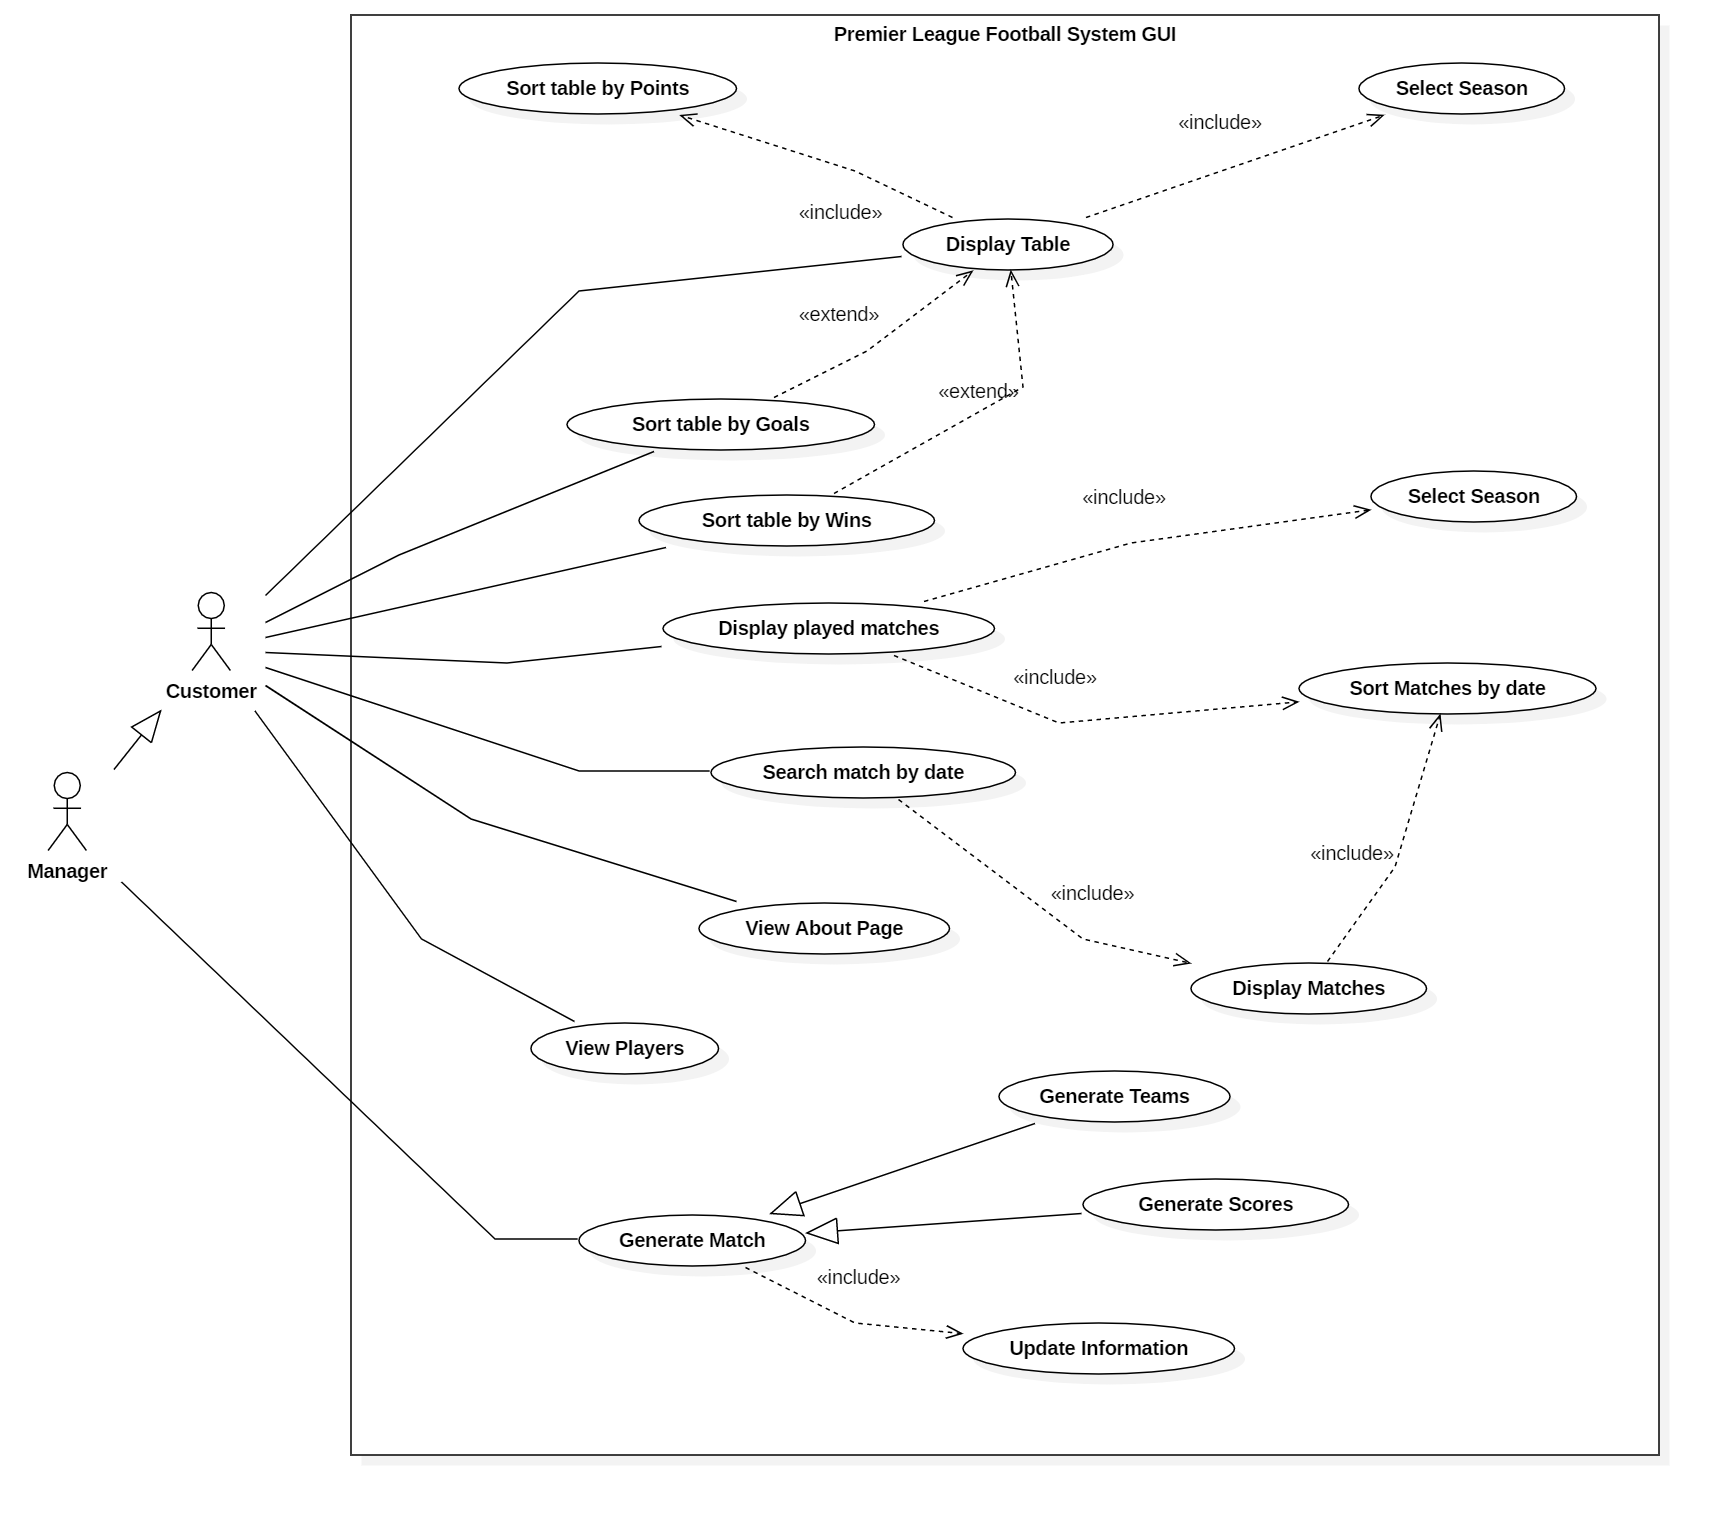 Premier League Football System GUI
Sort table by Points
Select Season
«include»
«include»
Display Table
«extend»
«extend»
Sort table by Goals
Select Season
«include»
Sort table by Wins
Display played matches
«include»
Customer
Sort Matches by date
Search match by date
«include»
Manager
«include»
View About Page
Display Matches
View Players
Generate Teams
Generate Scores
Generate Match
«include»
Update Information